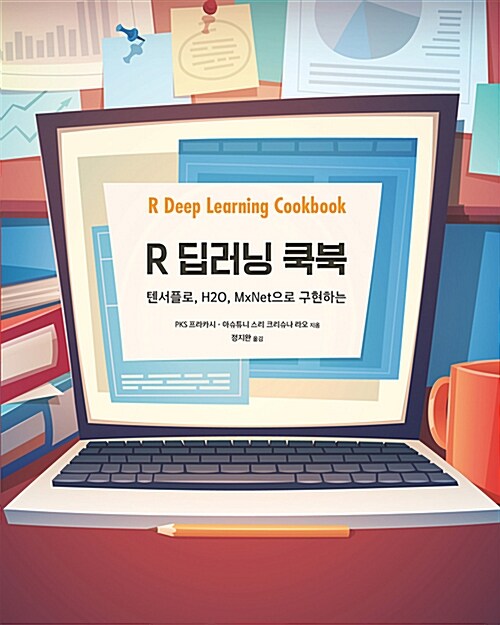 R Deep Learning Cookbook
R 딥러닝 쿡북
텐서플로, H2O, MxNet으로 구현하는
PKS 프라카시 · 아슈튜니 스리 크리슈나 라오 지음
정지완 옮김